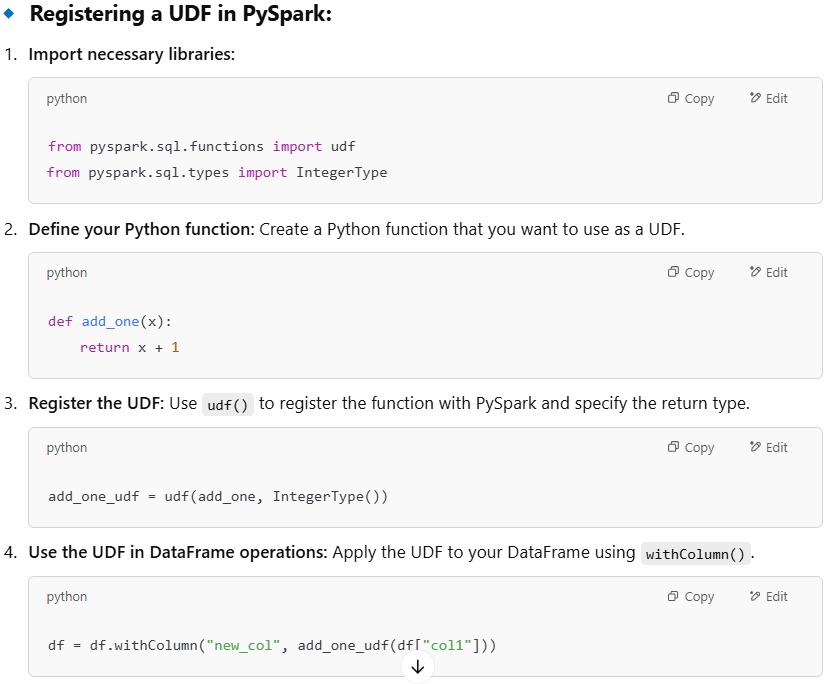 Registering a UDF in PySpark:
1. Import necessary libraries:
python Copy Edit
from pyspark.sql.functions import udf
from pyspark.sql.types import IntegerType
2. Define your Python function: Create a Python function that you want to use as a UDF.
python Copy Edit
def add_one(x):
    return x + 1
3. Register the UDF: Use udf() to register the function with PySpark and specify the return type.
python Copy Edit
add_one_udf = udf(add_one, IntegerType())
4. Use the UDF in DataFrame operations: Apply the UDF to your DataFrame using withColumn().
python Copy Edit
df = df.withColumn("new_col", add_one_udf(df["col1"]))